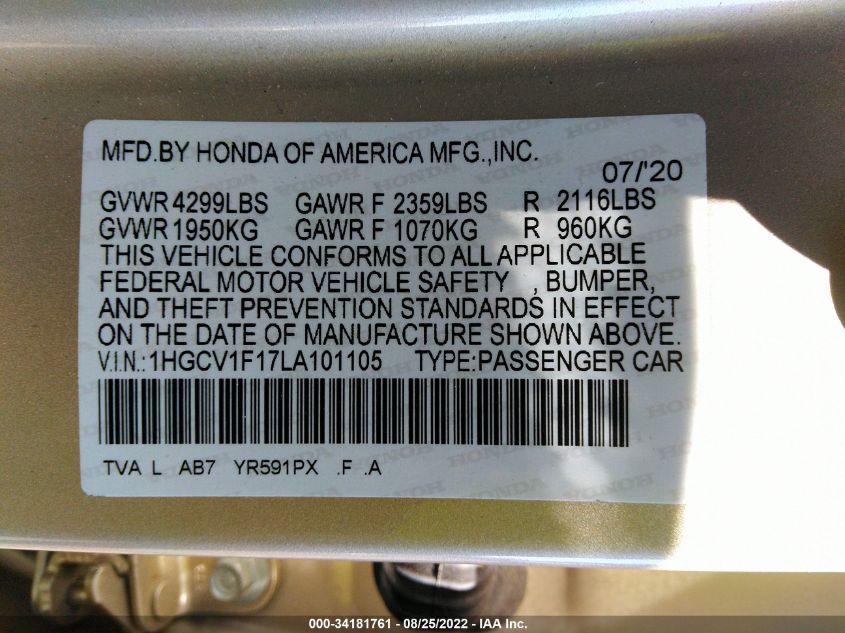 MFD.BY HONDA OF AMERICA MFG.,INC.
07/'20
GVWR 4299LBS GAWR F 2359LBS R 2116LBS
GVWR 1950KG GAWR F 1070KG R 960KG
THIS VEHICLE CONFORMS TO ALL APPLICABLE
FEDERAL MOTOR VEHICLE SAFETY , BUMPER,
AND THEFT PREVENTION STANDARDS IN EFFECT
ON THE DATE OF MANUFACTURE SHOWN ABOVE.
V.I.N.:1HGCV1F17LA101105 TYPE:PASSENGER CAR
TVA L AB7 YR591PX .F .A
000-34181761 - 08/25/2022 - IAA Inc.